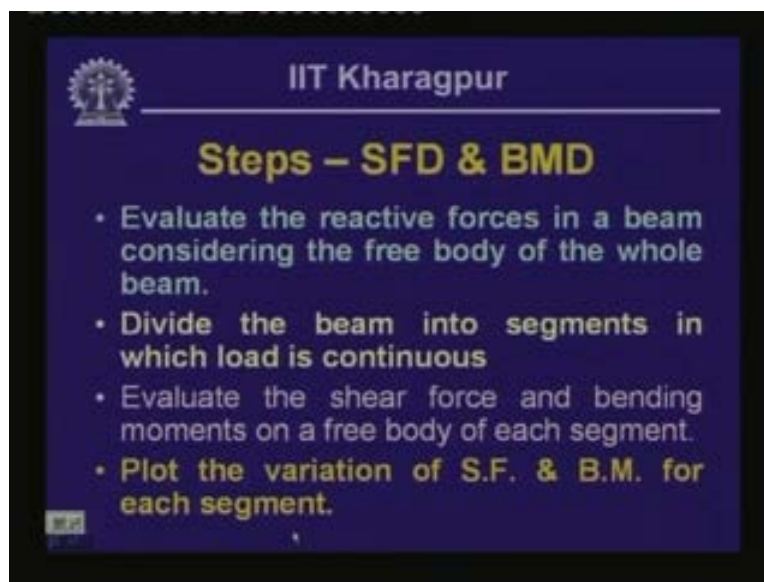 IIT Kharagpur
Steps – SFD & BMD
• Evaluate the reactive forces in a beam
considering the free body of the whole
beam.
• Divide the beam into segments in
which load is continuous
• Evaluate the shear force and bending
moments on a free body of each segment.
• Plot the variation of S.F. & B.M. for
each segment.